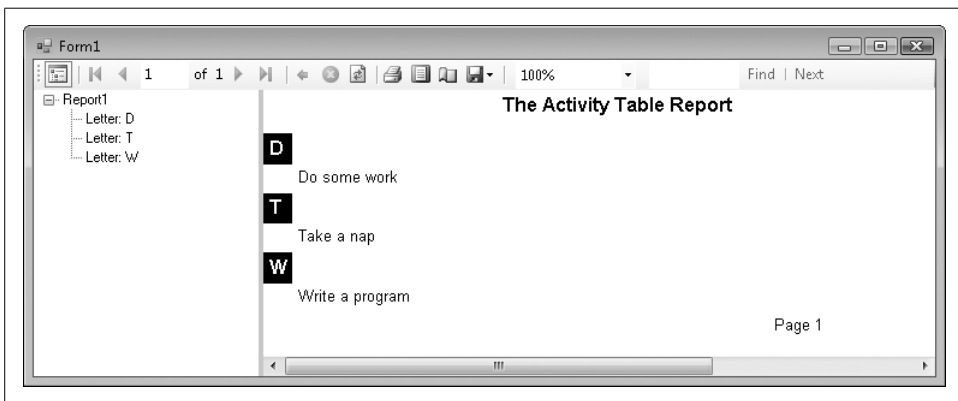 Form1
1 of 1 100% Find | Next
Report1
Letter: D
Letter: T
Letter: W
The Activity Table Report
D
Do some work
T
Take a nap
W
Write a program
Page 1